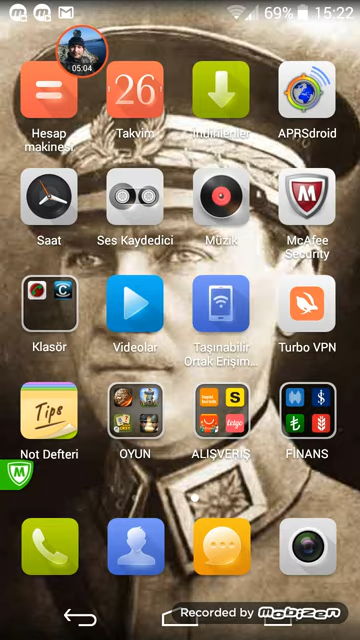 69% 15:22
05:04
26
Hesap
makinesi
Takvim
İndirilenler
APRSdroid
Saat
Ses Kaydedici
Müzik
McAfee
Security
Klasör
Videolar
Taşınabilir
Ortak Erişim...
Turbo VPN
Tips
Not Defteri
OYUN
ALIŞVERİŞ
FİNANS
Recorded by mobizen